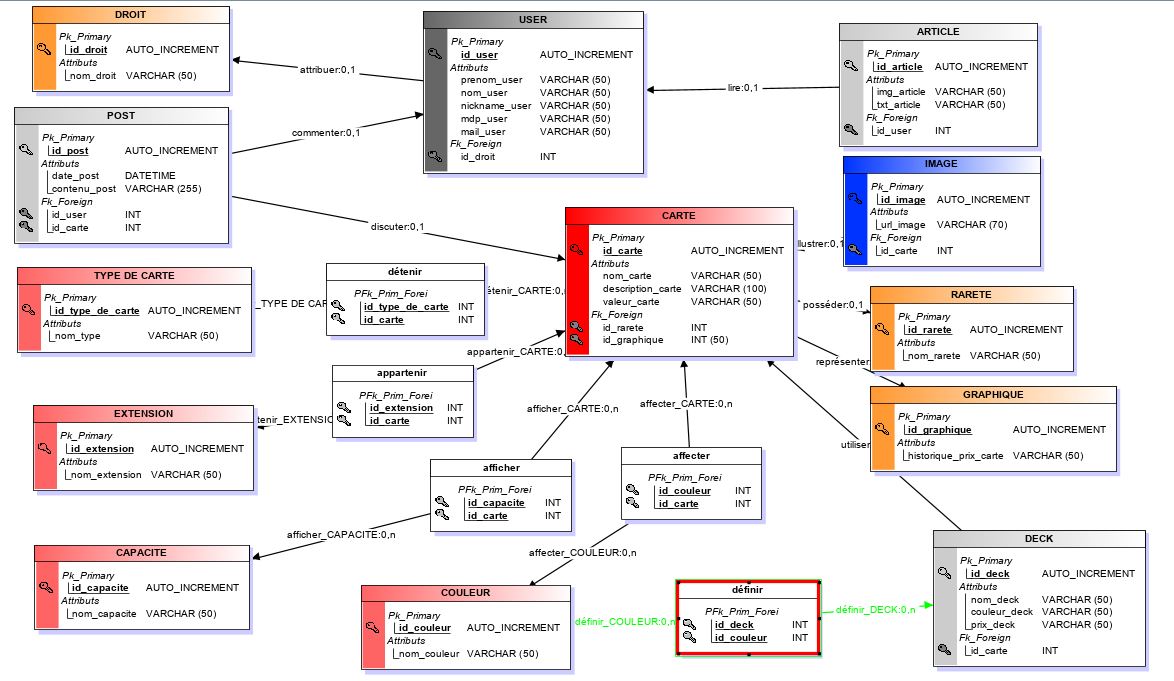 DROIT
Pk_Primary
id_droit AUTO_INCREMENT
Attributs
nom_droit VARCHAR (50)
attribuer:0,1
USER
Pk_Primary
id_user AUTO_INCREMENT
Attributs
prenom_user VARCHAR (50)
nom_user VARCHAR (50)
nickname_user VARCHAR (50)
mdp_user VARCHAR (50)
mail_user VARCHAR (50)
Fk_Foreign
id_droit INT
lire:0,1
ARTICLE
Pk_Primary
id_article AUTO_INCREMENT
Attributs
img_article VARCHAR (50)
txt_article VARCHAR (50)
Fk_Foreign
id_user INT
POST
Pk_Primary
id_post AUTO_INCREMENT
Attributs
date_post DATETIME
contenu_post VARCHAR (255)
Fk_Foreign
id_user INT
id_carte INT
commenter:0,1
discuter:0,1
IMAGE
Pk_Primary
id_image AUTO_INCREMENT
Attributs
url_image VARCHAR (70)
Fk_Foreign
id_carte INT
llustrer:0,1
CARTE
Pk_Primary
id_carte AUTO_INCREMENT
Attributs
nom_carte VARCHAR (50)
description_carte VARCHAR (100)
valeur_carte VARCHAR (50)
Fk_Foreign
id_rarete INT
id_graphique INT (50)
TYPE DE CARTE
Pk_Primary
id_type_de_carte AUTO_INCREMENT
Attributs
nom_type VARCHAR (50)
_TYPE DE CAR
détenir
PFk_Prim_Forei
id_type_de_carte INT
id_carte INT
étenir_CARTE:0,
posséder:0,1
RARETE
Pk_Primary
id_rarete AUTO_INCREMENT
Attributs
nom_rarete VARCHAR (50)
appartenir_CARTE:0,
représenter
appartenir
PFk_Prim_Forei
id_extension INT
id_carte INT
tenir_EXTENSIO
EXTENSION
Pk_Primary
id_extension AUTO_INCREMENT
Attributs
nom_extension VARCHAR (50)
GRAPHIQUE
Pk_Primary
id_graphique AUTO_INCREMENT
Attributs
historique_prix_carte VARCHAR (50)
afficher_CARTE:0,n
affecter_CARTE:0,n
utiliser
afficher
PFk_Prim_Forei
id_capacite INT
id_carte INT
affecter
PFk_Prim_Forei
id_couleur INT
id_carte INT
afficher_CAPACITE:0,n
affecter_COULEUR:0,n
CAPACITE
Pk_Primary
id_capacite AUTO_INCREMENT
Attributs
nom_capacite VARCHAR (50)
COULEUR
Pk_Primary
id_couleur AUTO_INCREMENT
Attributs
nom_couleur VARCHAR (50)
définir_COULEUR:0,n
définir
PFk_Prim_Forei
id_deck INT
id_couleur INT
définir_DECK:0,n
DECK
Pk_Primary
id_deck AUTO_INCREMENT
Attributs
nom_deck VARCHAR (50)
couleur_deck VARCHAR (50)
prix_deck VARCHAR (50)
Fk_Foreign
id_carte INT